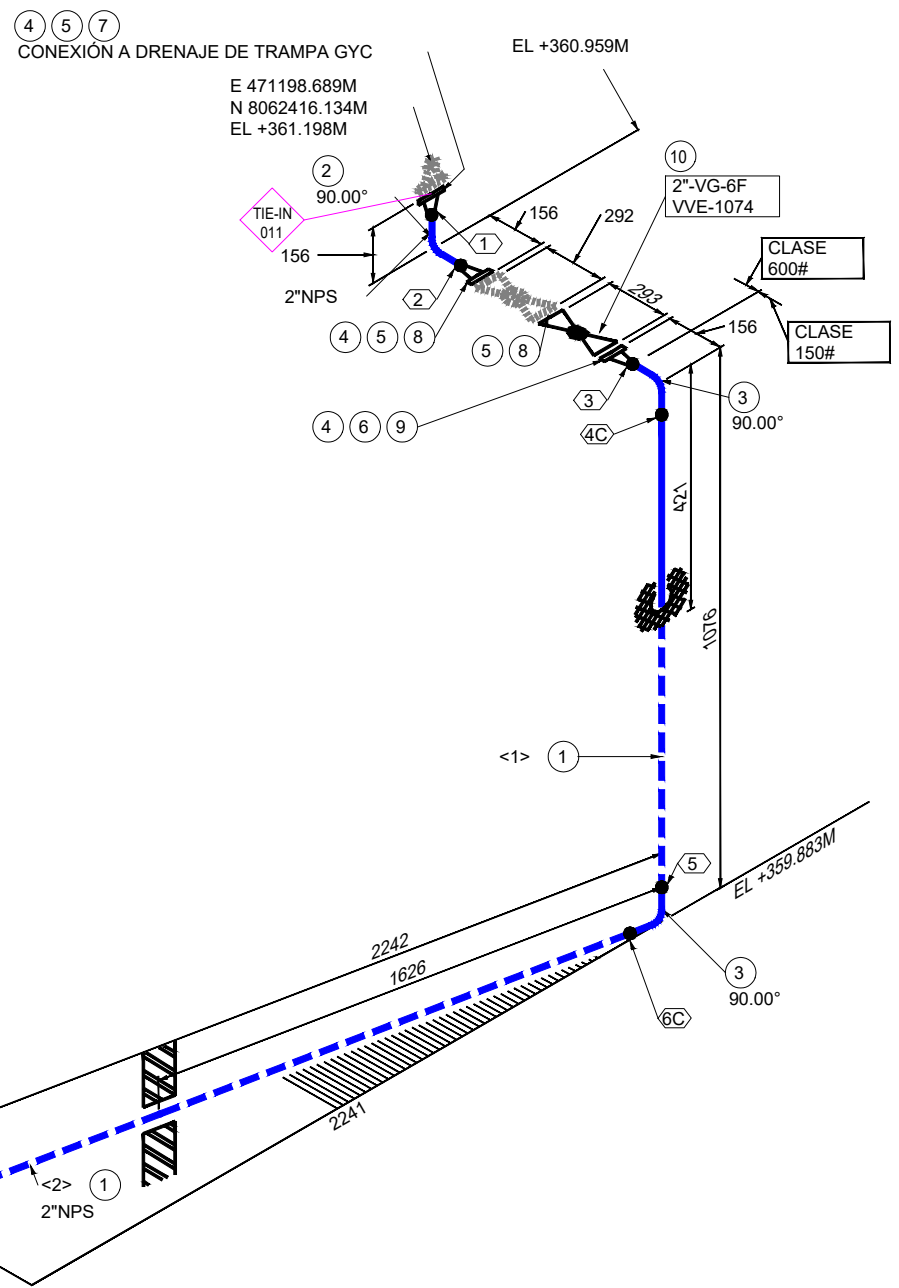 4 5 7
CONEXIÓN A DRENAJE DE TRAMPA GYC
EL +360.959M
E 471198.689M
N 8062416.134M
EL +361.198M
2
90.00°
10
2"-VG-6F
VVE-1074
TIE-IN
011
156
292
1
156
CLASE
600#
293
2"NPS
2
4 5 8
5 8
156
CLASE
150#
3
3
90.00°
4 6 9
4C
421
1076
<1> 1
5
EL +359.883M
2242
1626
3
90.00°
6C
2241
<2> 1
2"NPS